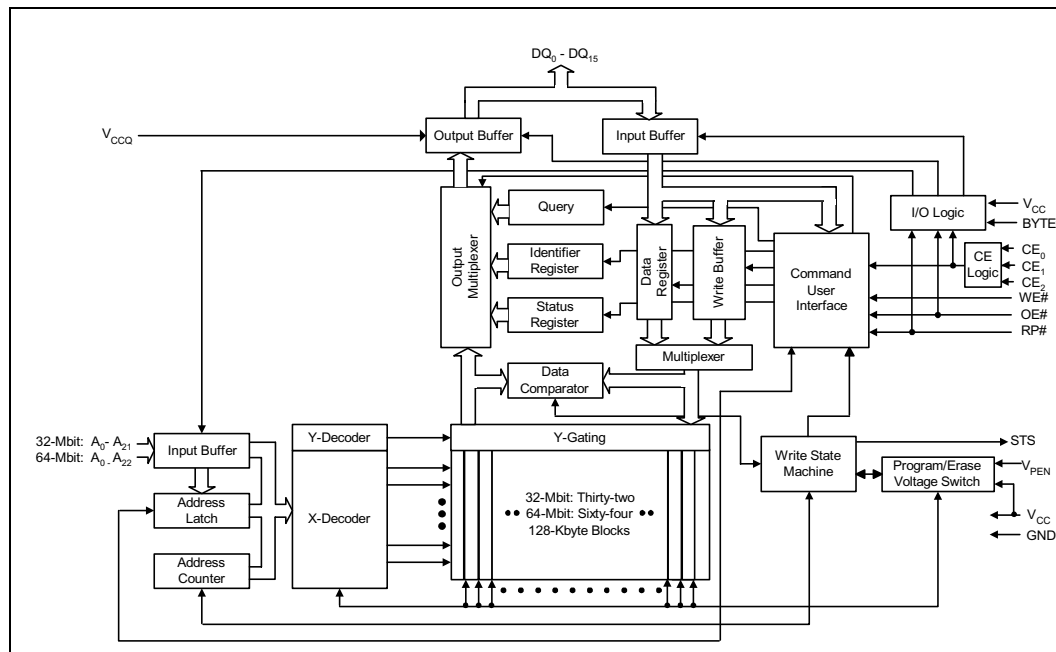 DQ0 - DQ15
VCCQ
Output Buffer
Input Buffer
Output
Multiplexer
Query
Identifier
Register
Status
Register
Data
Register
Write Buffer
Command
User
Interface
I/O Logic
VCC
BYTE
CE
Logic
CE0
CE1
CE2
WE#
OE#
RP#
Multiplexer
Data
Comparator
32-Mbit: A0- A21
64-Mbit: A0 - A22
Input Buffer
Address
Latch
Address
Counter
Y-Decoder
X-Decoder
Y-Gating
32-Mbit: Thirty-two
64-Mbit: Sixty-four
128-Kbyte Blocks
Write State
Machine
Program/Erase
Voltage Switch
STS
VPEN
VCC
GND